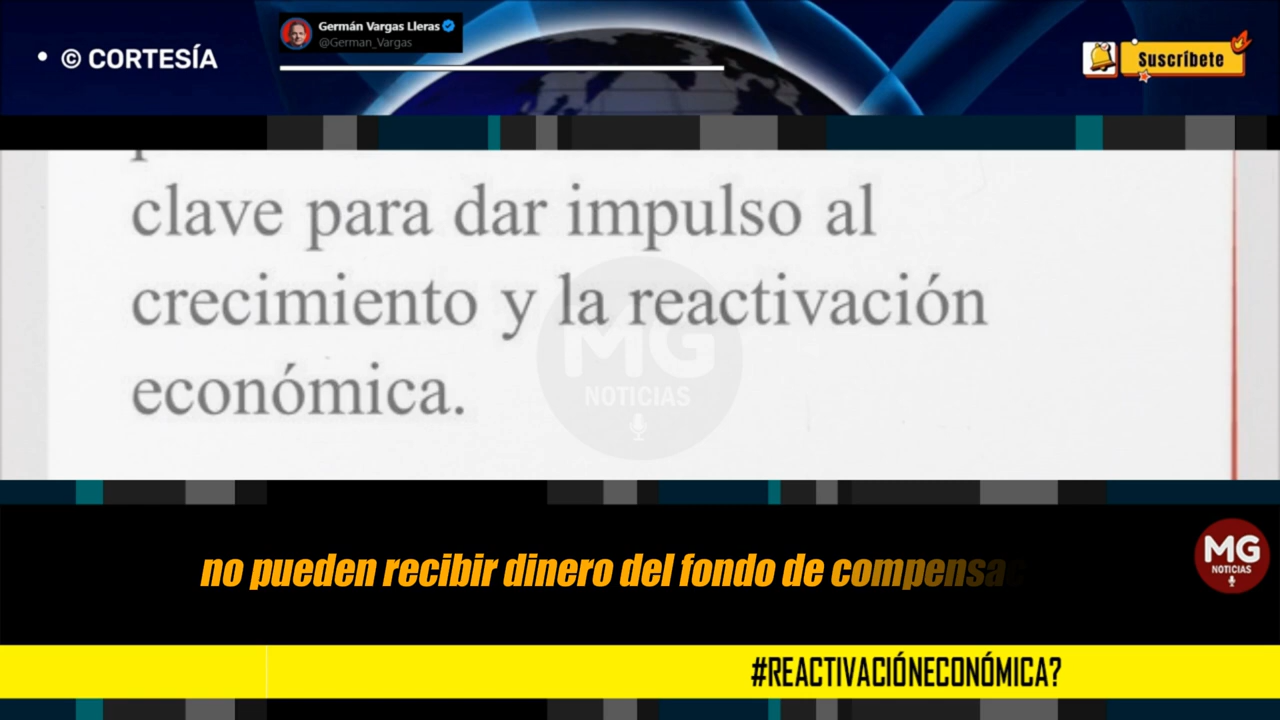 • © CORTESÍA
Germán Vargas Lleras
@German_Vargas
Suscríbete
clave para dar impulso al
crecimiento y la reactivación
económica.
MG
NOTICIAS
no pueden recibir dinero del fondo de compensac
MG
NOTICIAS
#REACTIVACIÓNECONÓMICA?